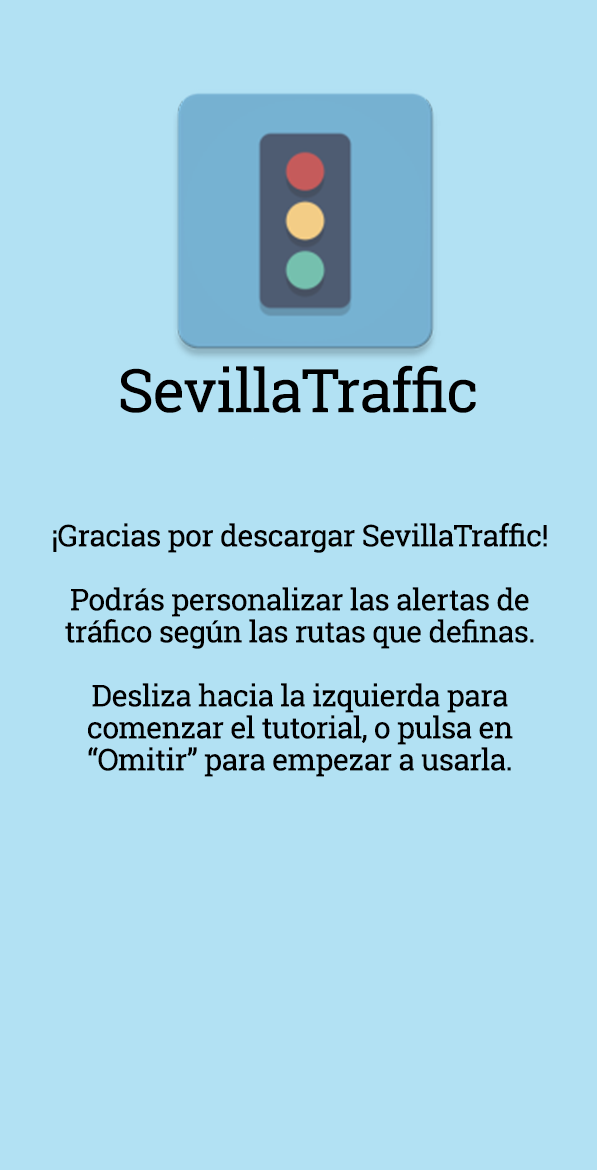 SevillaTraffic
¡Gracias por descargar SevillaTraffic!
Podrás personalizar las alertas de
tráfico según las rutas que definas.
Desliza hacia la izquierda para
comenzar el tutorial, o pulsa en
“Omitir” para empezar a usarla.